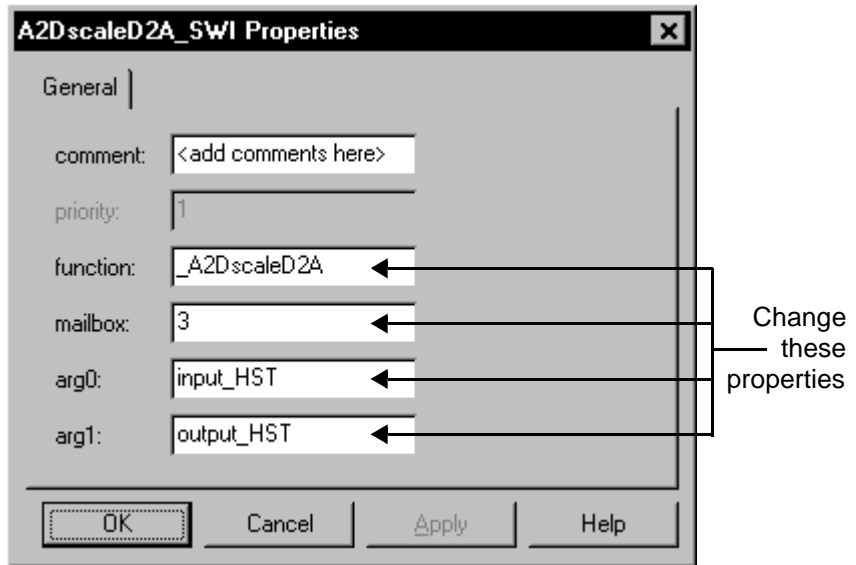 A2DscaleD2A_SWI Properties
General
comment: <add comments here>
priority: 1
function: _A2DscaleD2A
mailbox: 3
arg0: input_HST
arg1: output_HST
Change
these
properties
OK Cancel Apply Help